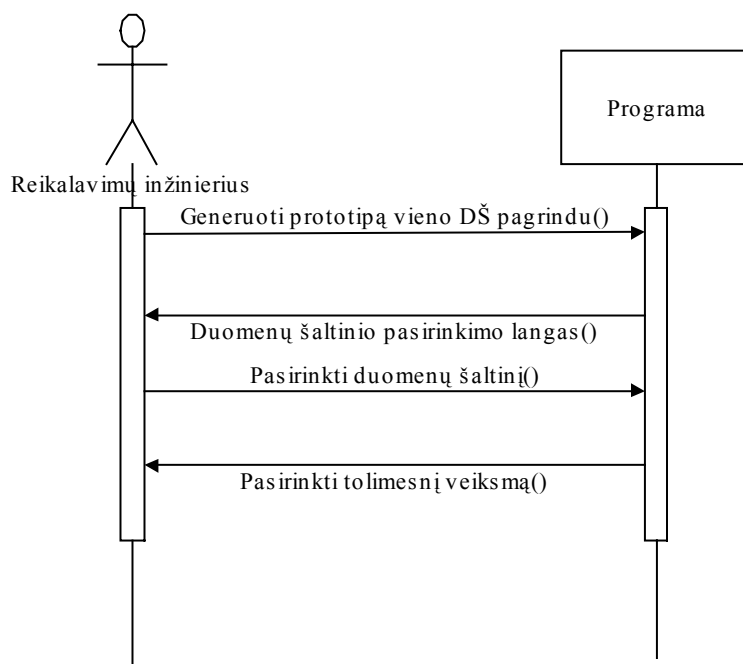 Programa
Reikalavimų inžinierius
Generuoti prototipą vieno DŠ pagrindu()
Duomenų šaltinio pasirinkimo langas()
Pasirinkti duomenų šaltinį()
Pasirinkti tolimesnį veiksmą()